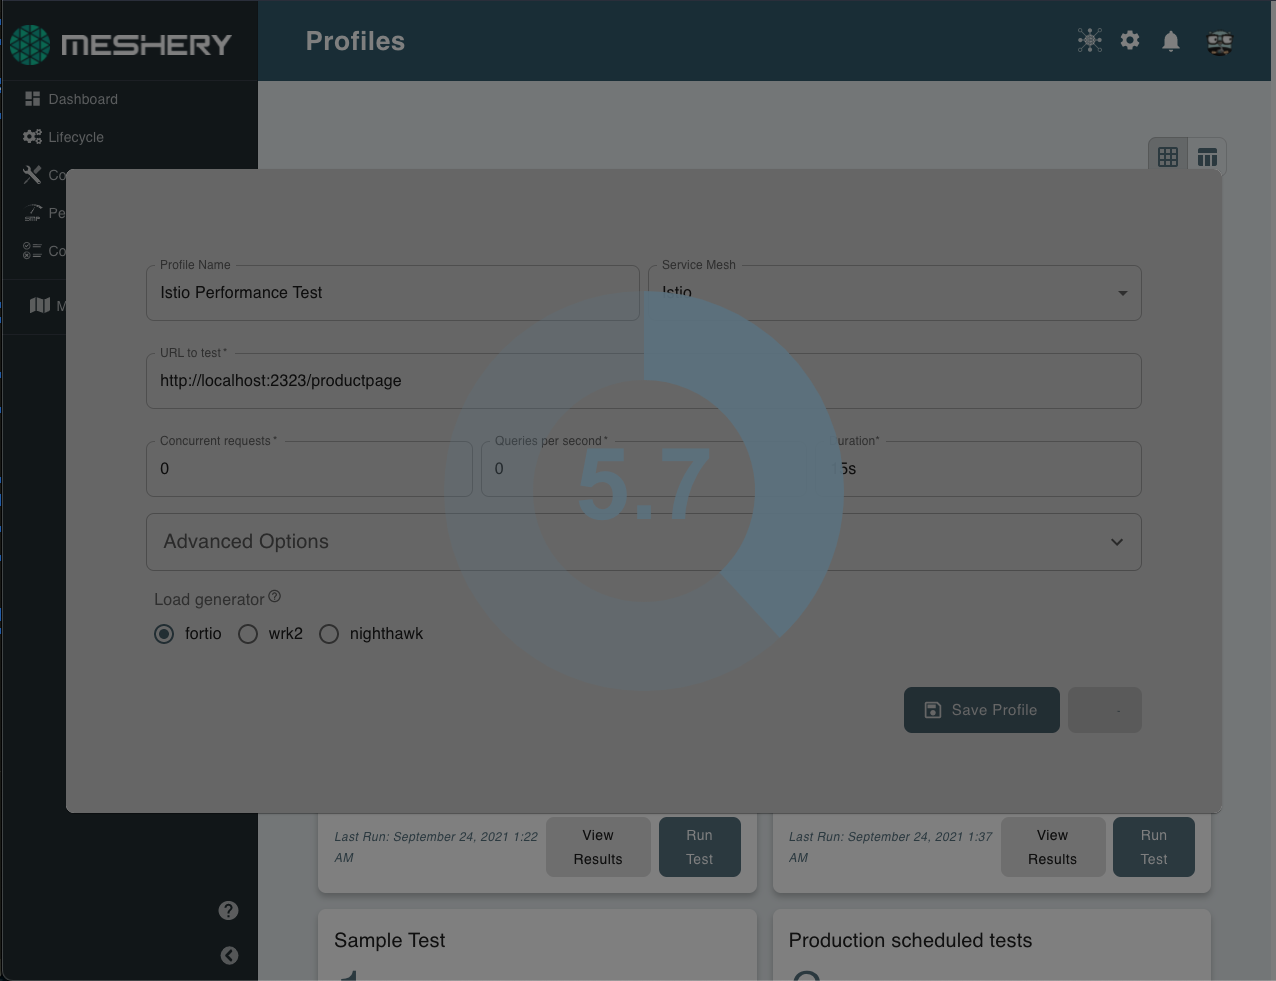 MESHERY
Profiles
Dashboard
Lifecycle
Co
Pe
Co
M
Profile Name
Istio Performance Test
Service Mesh
Istio
URL to test*
http://localhost:2323/productpage
Concurrent requests*
0
Queries per second*
0
uration*
5s
5.7
Advanced Options
Load generator
fortio
wrk2
nighthawk
Save Profile
Last Run: September 24, 2021 1:22
AM
View
Results
Run
Test
Last Run: September 24, 2021 1:37
AM
View
Results
Run
Test
Sample Test
Production scheduled tests